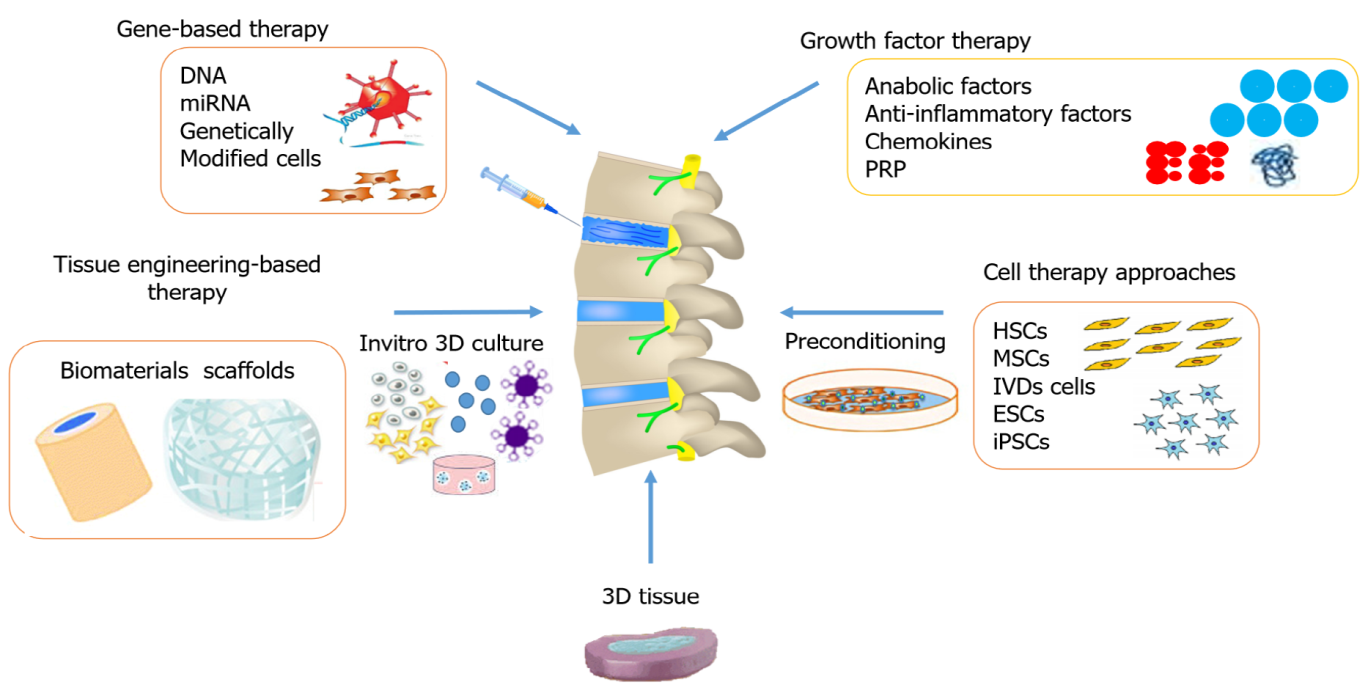 Gene-based therapy
DNA
miRNA
Genetically
Modified cells
Growth factor therapy
Anabolic factors
Anti-inflammatory factors
Chemokines
PRP
Tissue engineering-based
therapy
Biomaterials scaffolds
Invitro 3D culture
Cell therapy approaches
Preconditioning
HSCs
MSCs
IVDs cells
ESCs
iPSCs
3D tissue